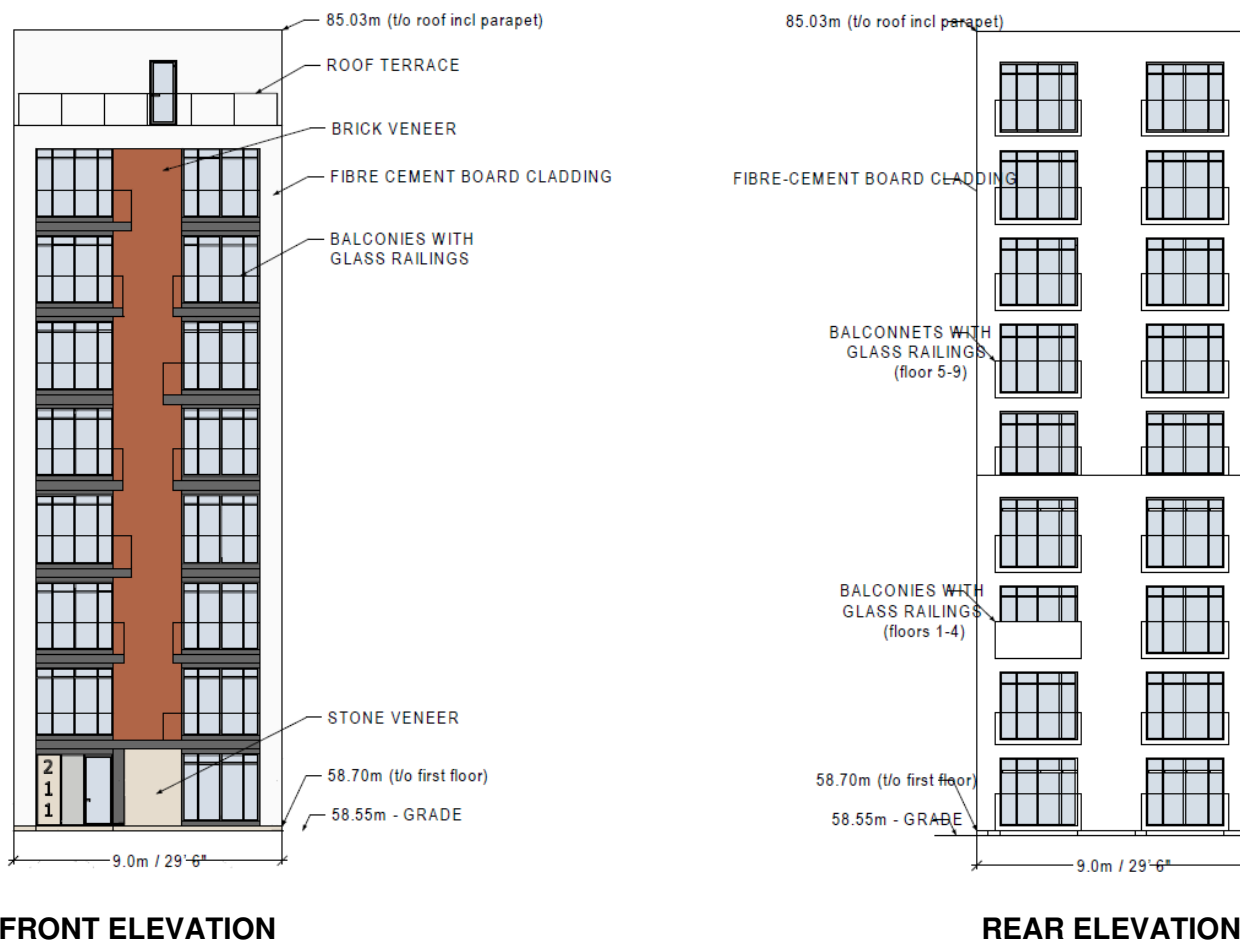 85.03m (t/o roof incl parapet)
ROOF TERRACE
BRICK VENEER
FIBRE CEMENT BOARD CLADDING
BALCONIES WITH
GLASS RAILINGS
STONE VENEER
58.70m (t/o first floor)
58.55m - GRADE
2
1
1
9.0m / 29'-6"
FRONT ELEVATION
85.03m (t/o roof incl parapet)
FIBRE-CEMENT BOARD CLADDING
BALCONNETS WITH
GLASS RAILINGS
(floor 5-9)
BALCONIES WITH
GLASS RAILINGS
(floors 1-4)
58.70m (t/o first floor)
58.55m - GRADE
9.0m / 29'-6"
REAR ELEVATION